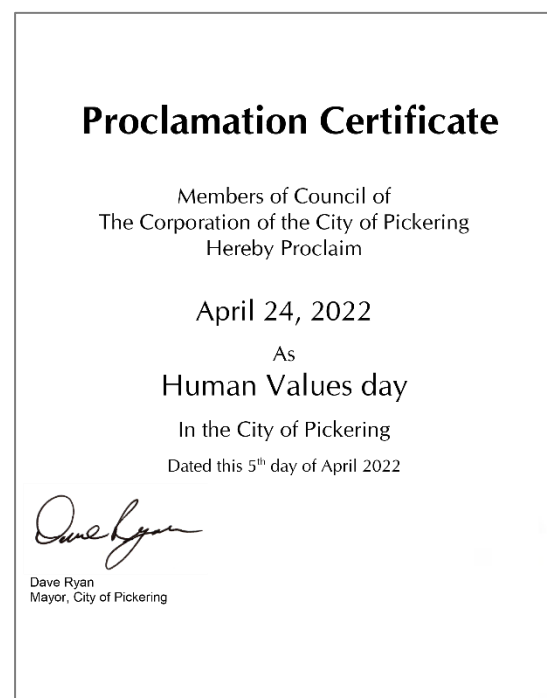 Proclamation Certificate
Members of Council of
The Corporation of the City of Pickering
Hereby Proclaim
April 24, 2022
As
Human Values day
In the City of Pickering
Dated this 5th day of April 2022
Dave Ryan
Dave Ryan
Mayor, City of Pickering